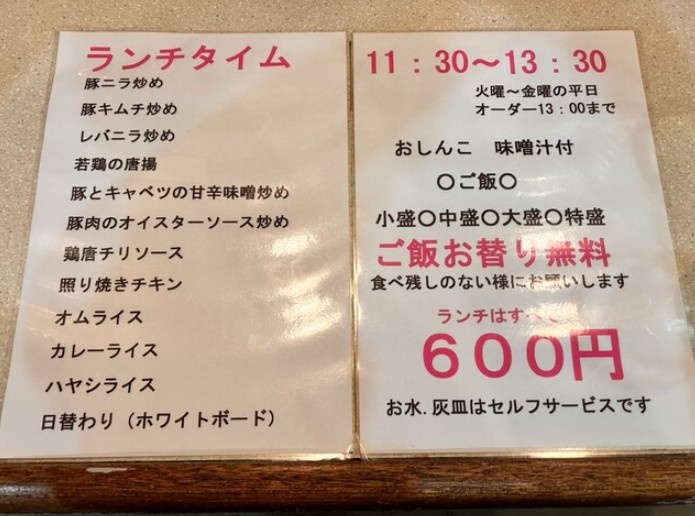 ランチタイム
豚ニラ炒め
豚キムチ炒め
レバニラ炒め
若鶏の唐揚
豚とキャベツの甘辛味噌炒め
豚肉のオイスターソース炒め
鶏唐チリソース
照り焼きチキン
オムライス
カレーライス
ハヤシライス
日替わり（ホワイトボード）
11：30〜13：30
火曜〜金曜の平日
オーダー13：00まで
おしんこ　味噌汁付
〇ご飯〇
小盛〇中盛〇大盛〇特盛
ご飯お替り無料
食べ残しのない様にお願いします
ランチはすべ
６００円
お水.灰皿はセルフサービスです